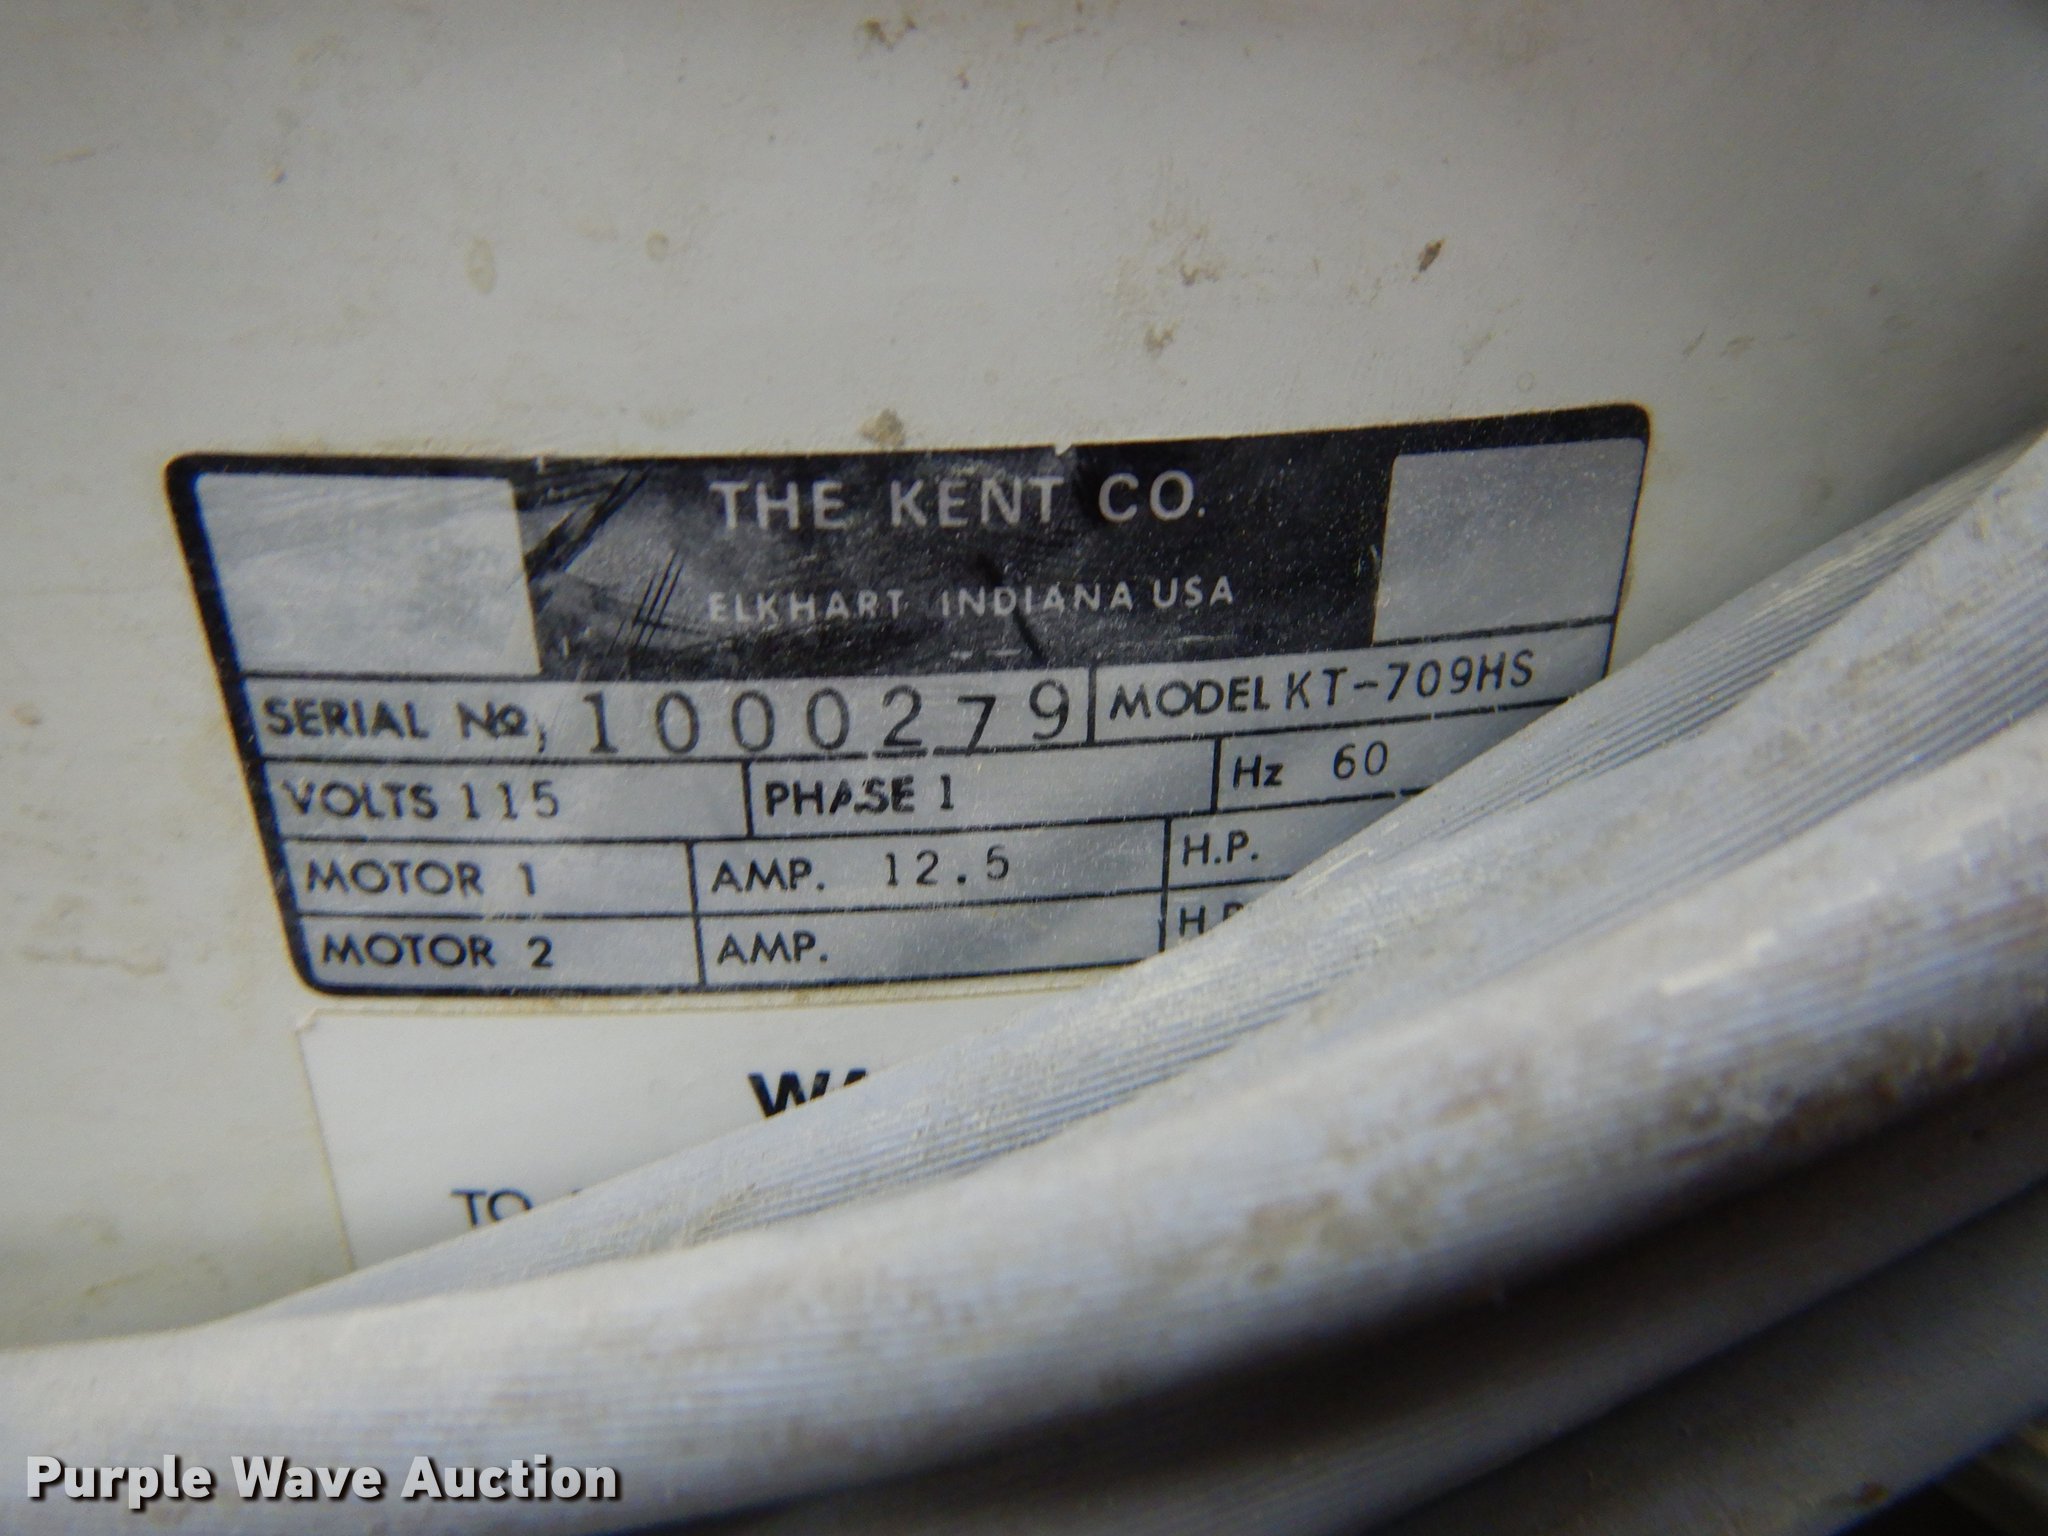 THE KENT CO.
ELKHART INDIANA USA
SERIAL No. 1000279 MODEL KT-709HS
VOLTS 115 PHASE 1 Hz 60
MOTOR 1 AMP. 12.5 H.P.
MOTOR 2 AMP. H.P
TO
Purple Wave Auction